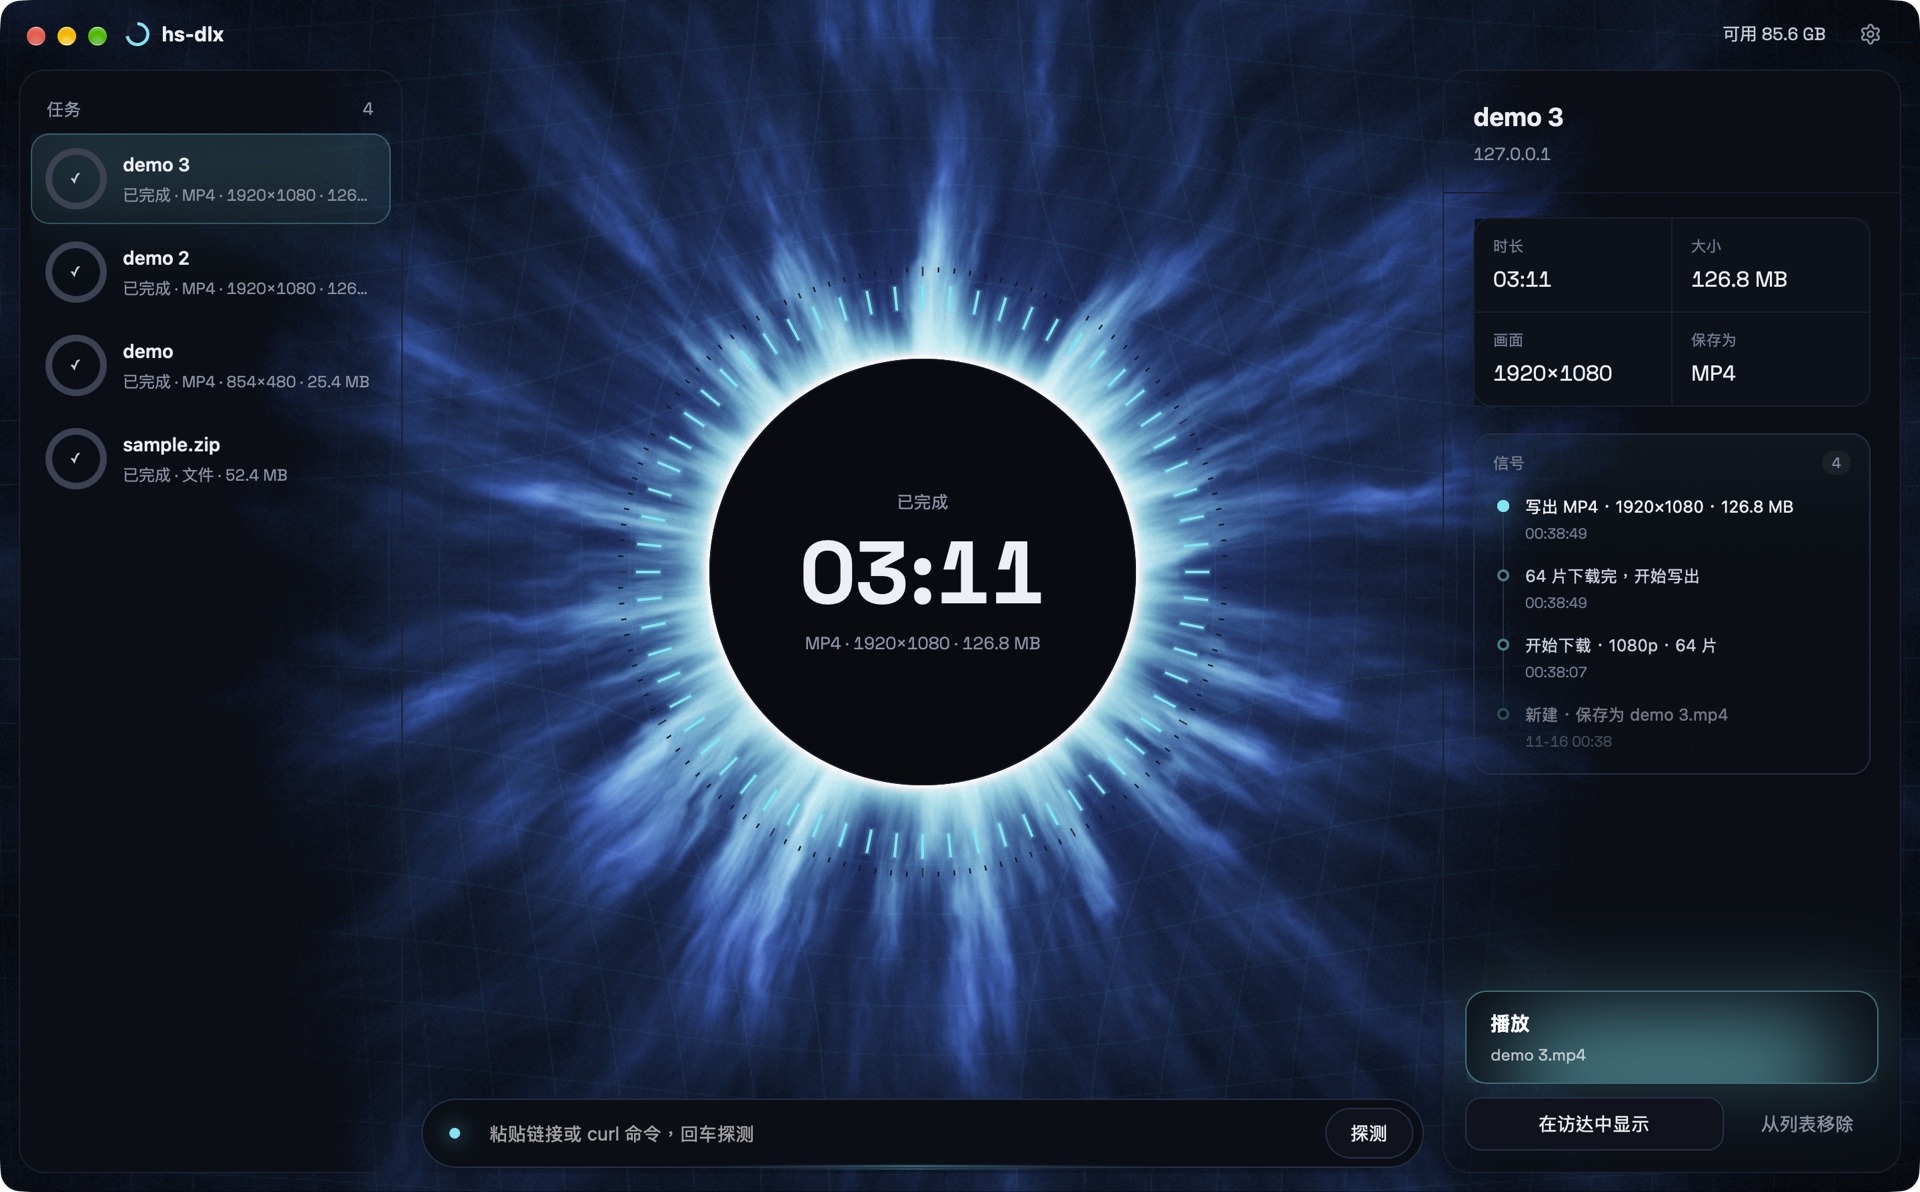 hs-dlx
可用 85.6 GB
任务
4
demo 3
已完成 · MP4 · 1920×1080 · 126...
demo 2
已完成 · MP4 · 1920×1080 · 126...
demo
已完成 · MP4 · 854×480 · 25.4 MB
sample.zip
已完成 · 文件 · 52.4 MB
已完成
03:11
MP4 · 1920×1080 · 126.8 MB
粘贴链接或 curl 命令，回车探测
探测
demo 3
127.0.0.1
时长
03:11
大小
126.8 MB
画面
1920×1080
保存为
MP4
信号
4
写出 MP4 · 1920×1080 · 126.8 MB
00:38:49
64 片下载完，开始写出
00:38:49
开始下载 · 1080p · 64 片
00:38:07
新建 · 保存为 demo 3.mp4
11-16 00:38
播放
demo 3.mp4
在访达中显示
从列表移除